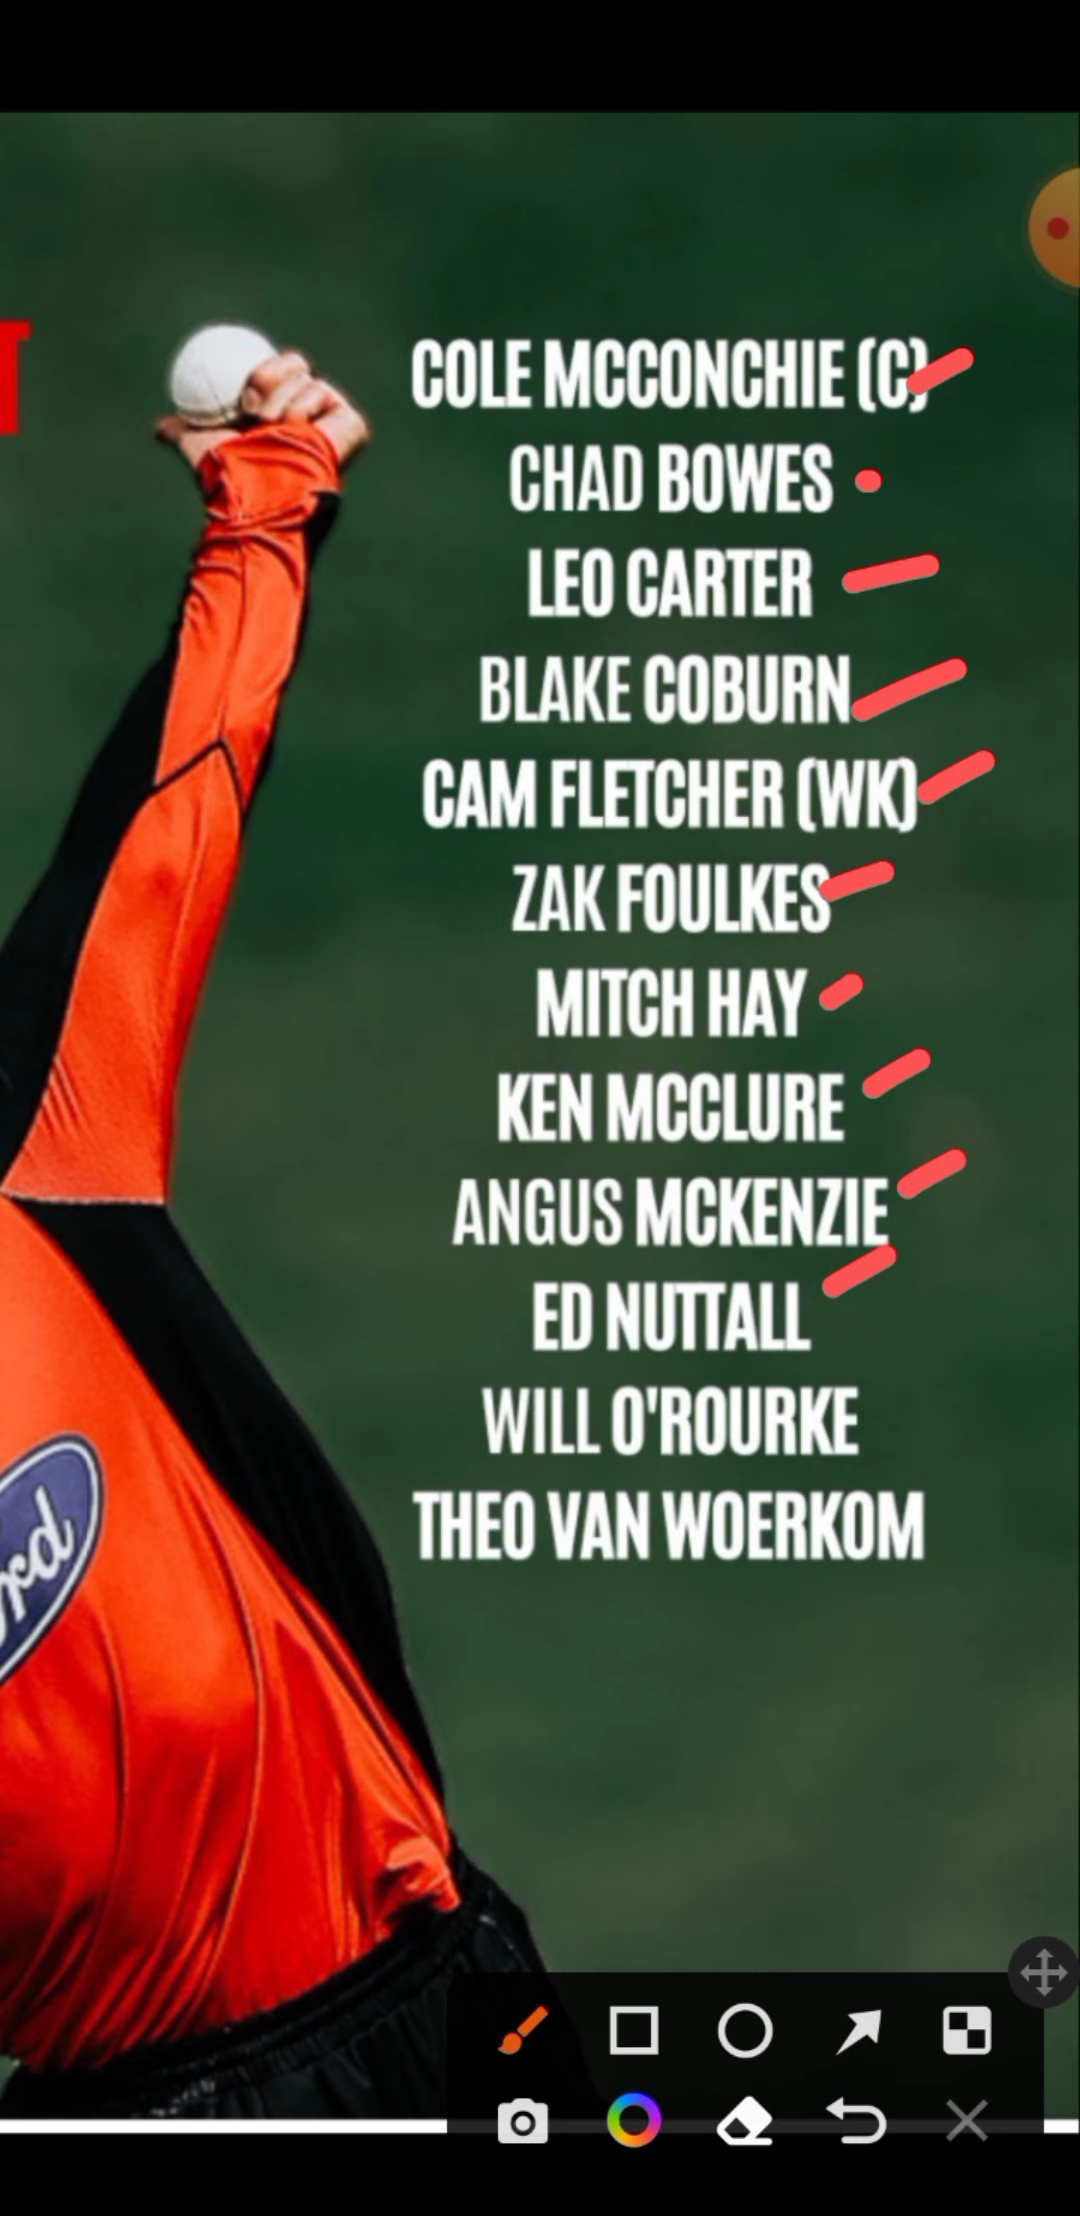 T
COLE MCCONCHIE (C)
CHAD BOWES
LEO CARTER
BLAKE COBURN
CAM FLETCHER (WK)
ZAK FOULKES
MITCH HAY
KEN MCCLURE
ANGUS MCKENZIE
ED NUTTALL
WILL O'ROURKE
THEO VAN WOERKOM
rd